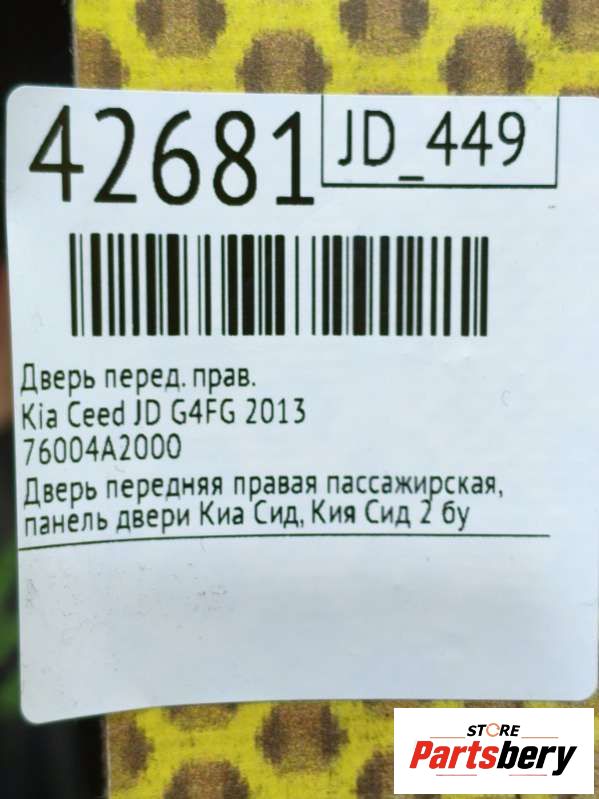 42681
JD_449
Дверь перед. прав.
Kia Ceed JD G4FG 2013
76004A2000
Дверь передняя правая пассажирская,
панель двери Киа Сид, Кия Сид 2 бу
STORE
Partsbery